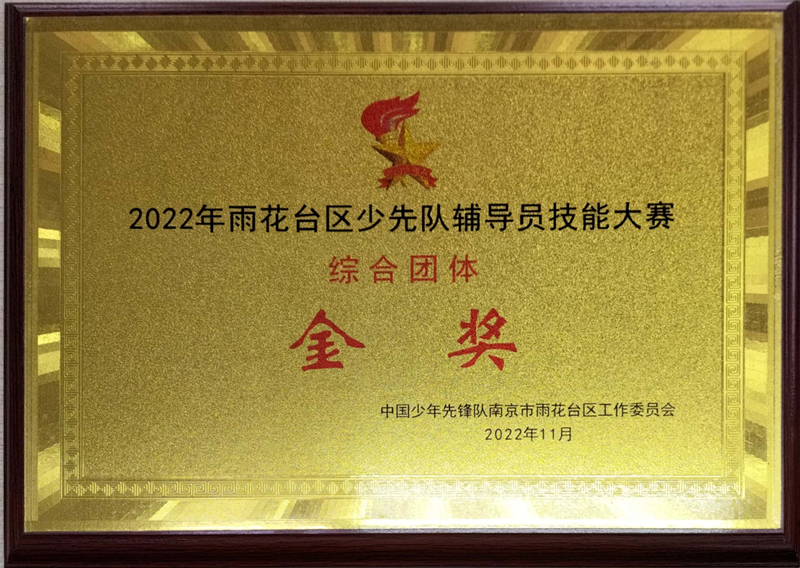 2022年雨花台区少先队辅导员技能大赛
综合团体
金奖
中国少年先锋队南京市雨花台区工作委员会
2022年11月